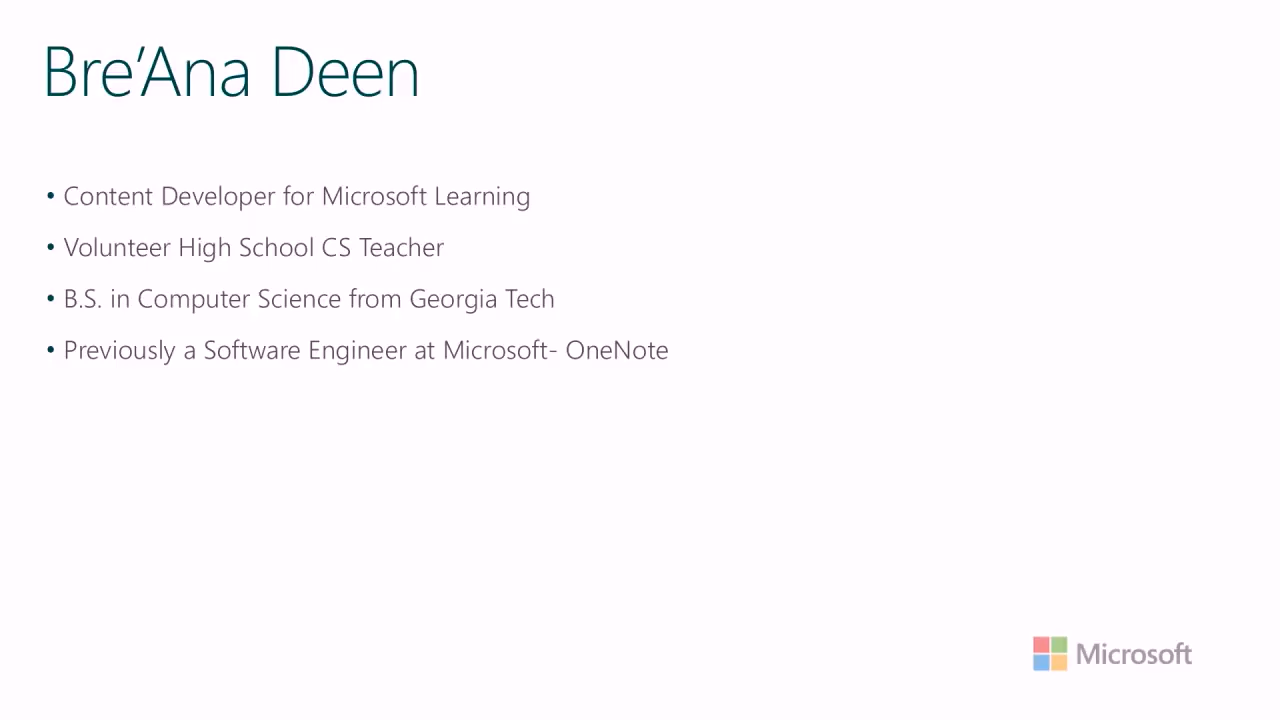 Bre’Ana Deen
• Content Developer for Microsoft Learning
• Volunteer High School CS Teacher
• B.S. in Computer Science from Georgia Tech
• Previously a Software Engineer at Microsoft- OneNote
Microsoft